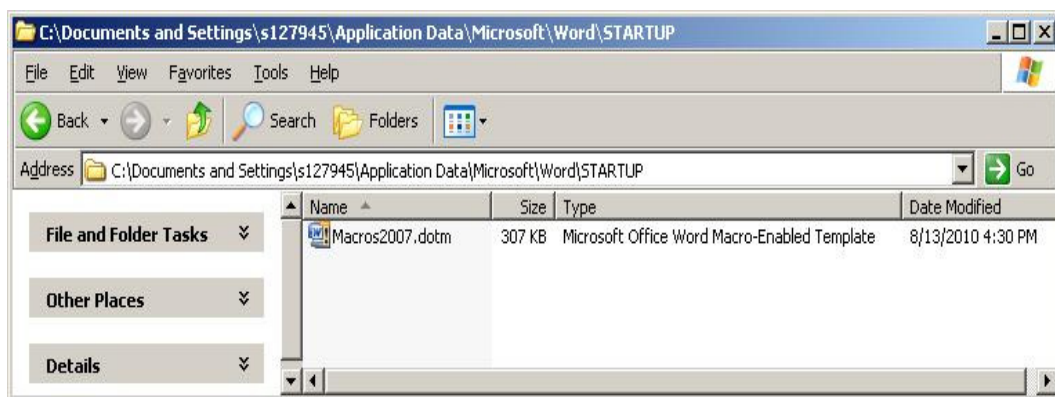 C:\Documents and Settings\s127945\Application Data\Microsoft\Word\STARTUP
File Edit View Favorites Tools Help
Back Search Folders
Address C:\Documents and Settings\s127945\Application Data\Microsoft\Word\STARTUP Go
Name Size Type Date Modified
File and Folder Tasks Macros2007.dotm 307 KB Microsoft Office Word Macro-Enabled Template 8/13/2010 4:30 PM
Other Places
Details